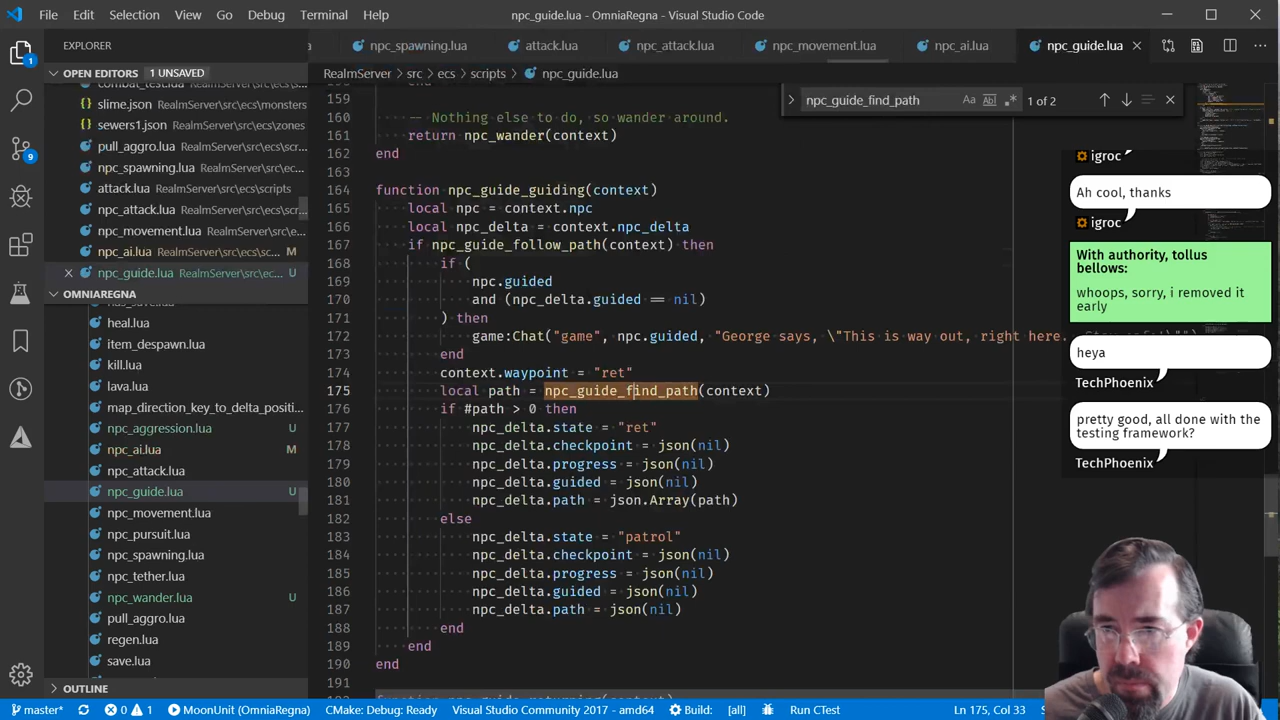 File Edit Selection View Go Debug Terminal Help npc_guide.lua - OmniaRegna - Visual Studio Code
EXPLORER
OPEN EDITORS 1 UNSAVED
combat_test.lua RealmServer
slime.json RealmServer\src\ecs\monsters
sewers1.json RealmServer\src\ecs\zones
pull_aggro.lua RealmServer\src\ecs\scripts
npc_spawning.lua RealmServer\src\ec...
attack.lua RealmServer\src\ecs\scripts
npc_attack.lua RealmServer\src\ecs\scr...
npc_movement.lua RealmServer\src\e...
npc_ai.lua RealmServer\src\ecs\sc... M
npc_guide.lua RealmServer\src\ec... U
OMNIAREGNA
has_save.lua
heal.lua
item_despawn.lua
kill.lua
lava.lua
map_direction_key_to_delta_positi...
npc_aggression.lua U
npc_ai.lua M
npc_attack.lua
npc_guide.lua U
npc_movement.lua
npc_pursuit.lua
npc_spawning.lua
npc_tether.lua
npc_wander.lua U
pull_aggro.lua
regen.lua
save.lua
OUTLINE
npc_spawning.lua attack.lua npc_attack.lua npc_movement.lua npc_ai.lua npc_guide.lua
RealmServer > src > ecs > scripts > npc_guide.lua
npc_guide_find_path Aa Abl .* 1 of 2
159
160 -- Nothing else to do, so wander around.
161 return npc_wander(context)
162 end
163
164 function npc_guide_guiding(context)
165 local npc = context.npc
166 local npc_delta = context.npc_delta
167 if npc_guide_follow_path(context) then
168 if (
169 npc.guided
170 and (npc_delta.guided == nil)
171 ) then
172 game:Chat("game", npc.guided, "George says, \"This is way out, right here.
173 end
174 context.waypoint = "ret"
175 local path = npc_guide_find_path(context)
176 if #path > 0 then
177 npc_delta.state = "ret"
178 npc_delta.checkpoint = json(nil)
179 npc_delta.progress = json(nil)
180 npc_delta.guided = json(nil)
181 npc_delta.path = json.Array(path)
182 else
183 npc_delta.state = "patrol"
184 npc_delta.checkpoint = json(nil)
185 npc_delta.progress = json(nil)
186 npc_delta.guided = json(nil)
187 npc_delta.path = json(nil)
188 end
189 end
190 end
191
igroc
Ah cool, thanks
igroc
With authority, tollus
bellows:
whoops, sorry, i removed it
early
heya
TechPhoenix
pretty good, all done with the
testing framework?
TechPhoenix
1
9
master* 0 1 MoonUnit (OmniaRegna) CMake: Debug: Ready Visual Studio Community 2017 - amd64 Build: [all] Run CTest Ln 175, Col 33